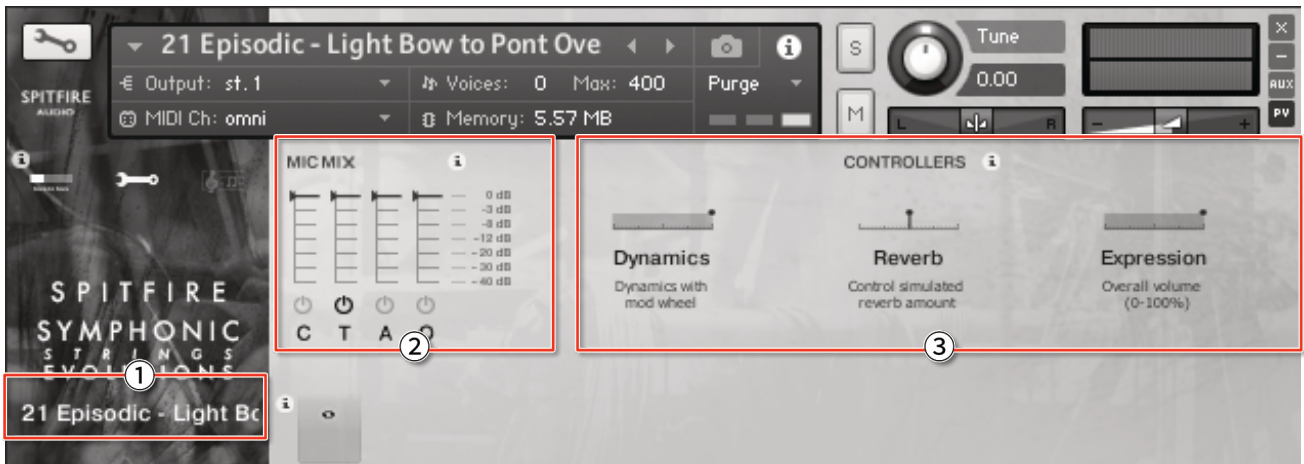 21 Episodic - Light Bow to Pont Ove
S
Tune
X
Output: st. 1
Voices: 0 Max: 400
Purge
0.00
AUX
SPITFIRE
AUDIO
MIDI Ch: omni
Memory: 5.57 MB
M
L
R
- +
PV
MIC MIX
CONTROLLERS
0 dB
-3 dB
-8 dB
-12 dB
-20 dB
-30 dB
-40 dB
Dynamics
Reverb
Expression
Dynamics with
mod wheel
Control simulated
reverb amount
Overall volume
(0-100%)
C T A O
2
3
SPITFIRE
SYMPHONIC
STRINGS
EVOLUTIONS
1
21 Episodic - Light Bo